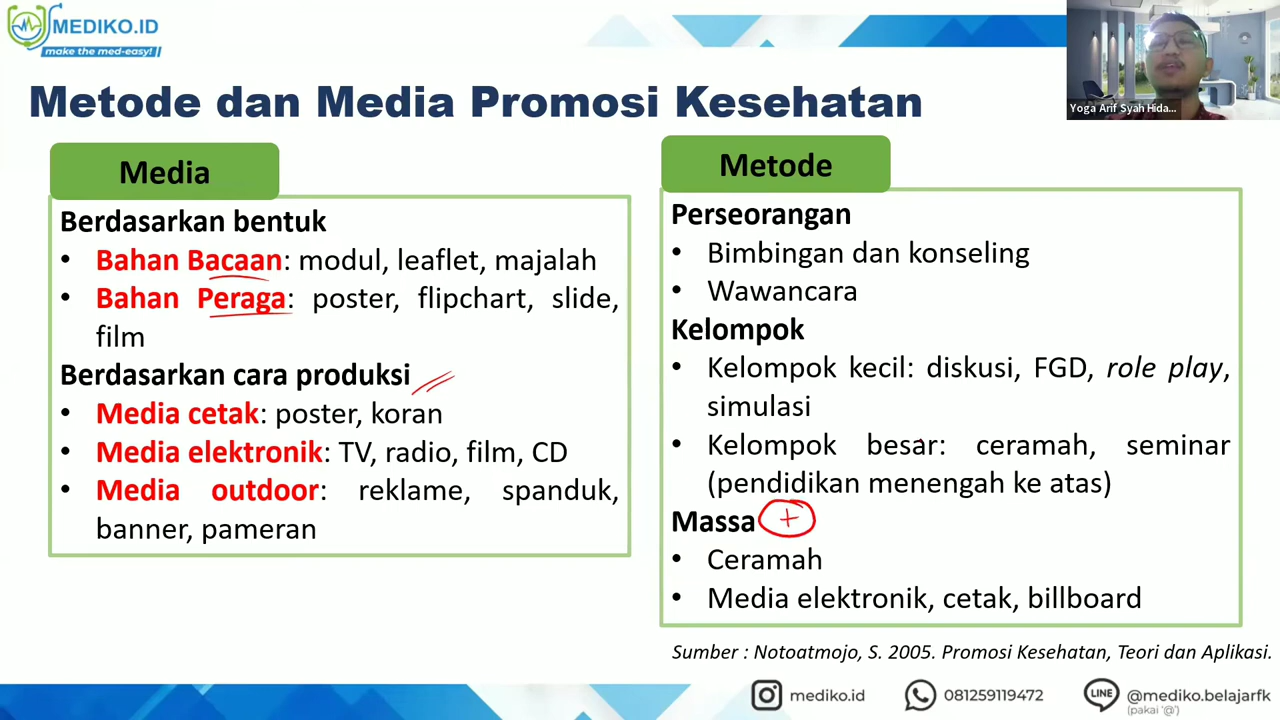 MEDIKO.ID
make the med-easy!
Yoga Arif Syah Hida...
Metode dan Media Promosi Kesehatan
Media
Berdasarkan bentuk
• Bahan Bacaan: modul, leaflet, majalah
• Bahan Peraga: poster, flipchart, slide,
film
Berdasarkan cara produksi
• Media cetak: poster, koran
• Media elektronik: TV, radio, film, CD
• Media outdoor: reklame, spanduk,
banner, pameran
Metode
Perseorangan
• Bimbingan dan konseling
• Wawancara
Kelompok
• Kelompok kecil: diskusi, FGD, role play,
simulasi
• Kelompok besar: ceramah, seminar
(pendidikan menengah ke atas)
Massa +
• Ceramah
• Media elektronik, cetak, billboard
Sumber : Notoatmojo, S. 2005. Promosi Kesehatan, Teori dan Aplikasi.
mediko.id
081259119472
LINE
@mediko.belajarfk
(pakai '@')